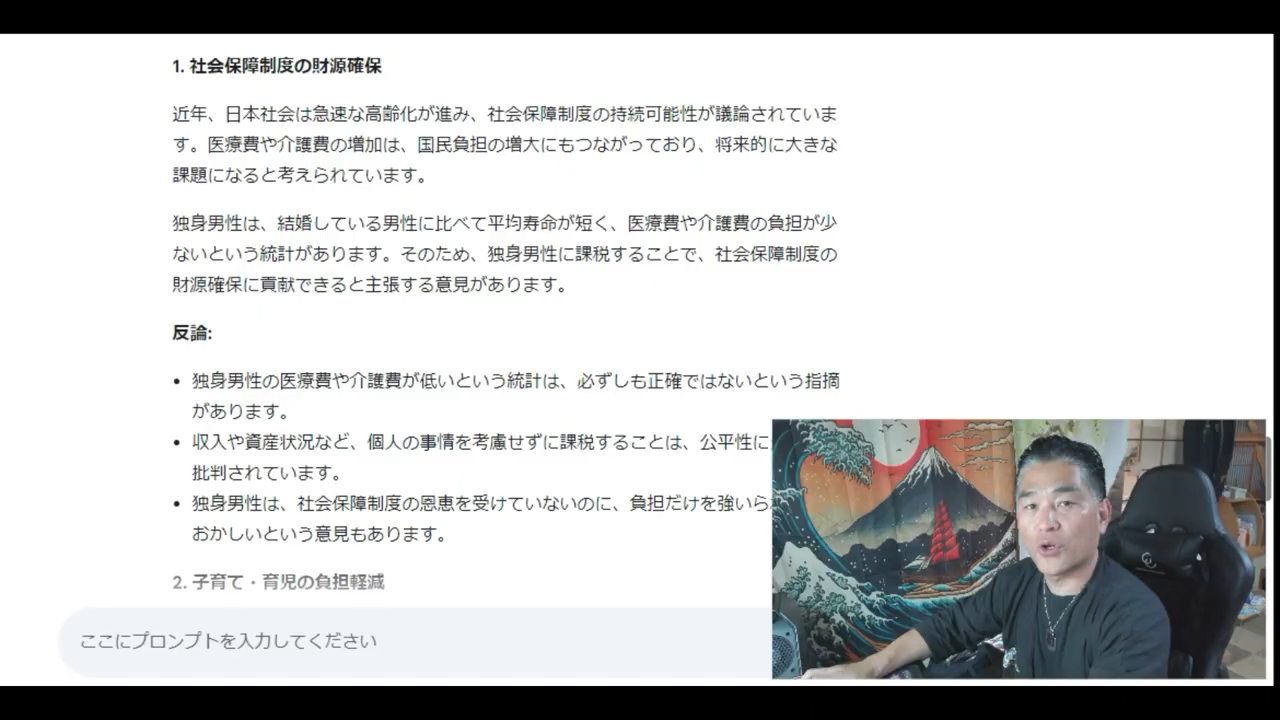 1. 社会保障制度の財源確保
近年、日本社会は急速な高齢化が進み、社会保障制度の持続可能性が議論されていま
す。医療費や介護費の増加は、国民負担の増大にもつながっており、将来的に大きな
課題になると考えられています。
独身男性は、結婚している男性に比べて平均寿命が短く、医療費や介護費の負担が少
ないという統計があります。そのため、独身男性に課税することで、社会保障制度の
財源確保に貢献できると主張する意見があります。
反論:
• 独身男性の医療費や介護費が低いという統計は、必ずしも正確ではないという指摘
があります。
• 収入や資産状況など、個人の事情を考慮せずに課税することは、公平性に
批判されています。
• 独身男性は、社会保障制度の恩恵を受けていないのに、負担だけを強いら
おかしいという意見もあります。
2. 子育て・育児の負担軽減
ここにプロンプトを入力してください